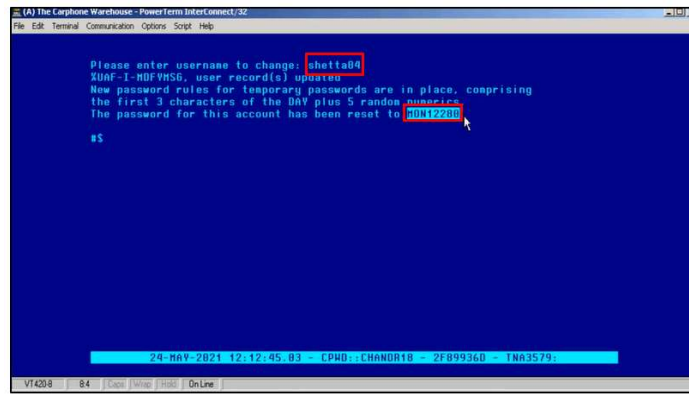 (A) The Carphone Warehouse - PowerTerm InterConnect/32
File Edit Terminal Communication Options Script Help
Please enter username to change: shetta04
%UAF-I-MDFYMSG, user record(s) updated
New password rules for temporary passwords are in place, comprising
the first 3 characters of the DAY plus 5 random numerics.
The password for this account has been reset to MON12280
#$
24-MAY-2021 12:12:45.03 - CPWD::CHANDR18 - 2F89936D - TNA3579:
VT420-8 8:4 Caps Wrap Hold On Line